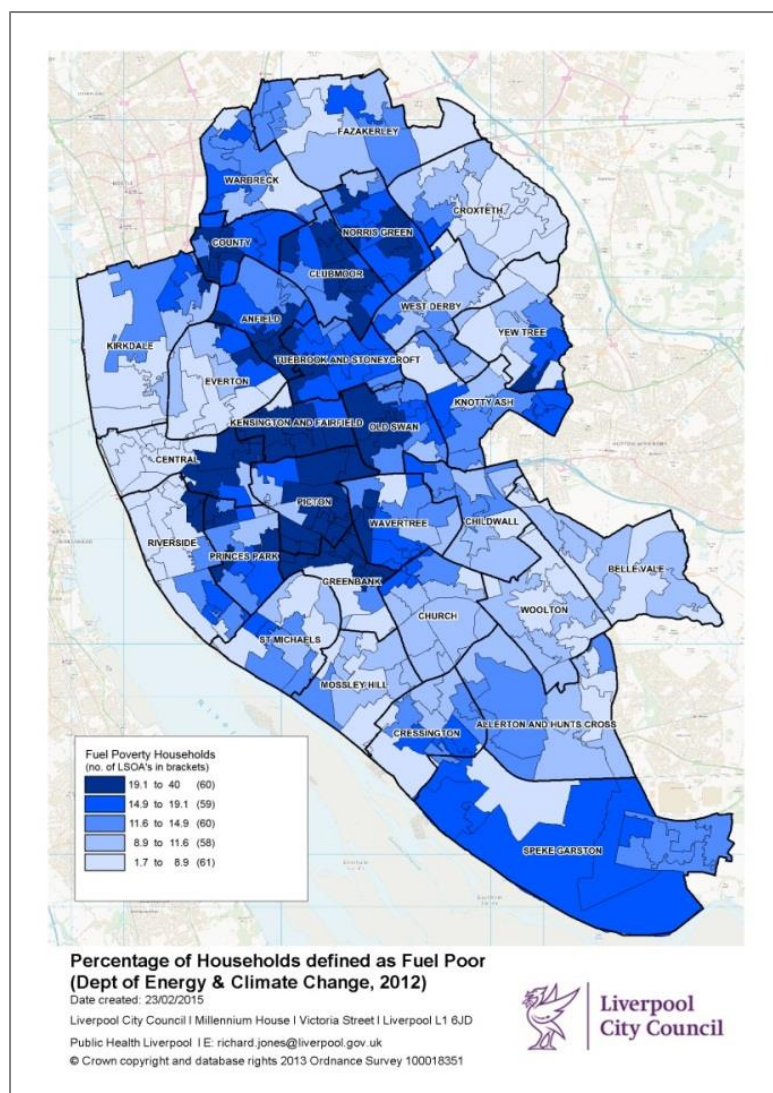 FAZAKERLEY
WARBRECK
CROXTETH
NORRIS GREEN
COUNTY
CLUBMOOR
WEST DERBY
ANFIELD
YEW TREE
KIRKDALE
TUEBROOK AND STONEYCROFT
EVERTON
KNOTTY ASH
KENSINGTON AND FAIRFIELD
OLD SWAN
CENTRAL
PICTON
WAVERTREE
CHILDWALL
RIVERSIDE
PRINCES PARK
BELLE VALE
GREENBANK
WOOLTON
CHURCH
ST MICHAELS
MOSSLEY HILL
ALLERTON AND HUNTS CROSS
CRESSINGTON
SPEKE GARSTON
Fuel Poverty Households
(no. of LSOA's in brackets)
19.1 to 40 (60)
14.9 to 19.1 (59)
11.6 to 14.9 (60)
8.9 to 11.6 (58)
1.7 to 8.9 (61)
Percentage of Households defined as Fuel Poor
(Dept of Energy & Climate Change, 2012)
Date created: 23/02/2015
Liverpool City Council I Millennium House I Victoria Street I Liverpool L1 6JD
Public Health Liverpool I E: richard.jones@liverpool.gov.uk
© Crown copyright and database rights 2013 Ordnance Survey 100018351
Liverpool
City Council